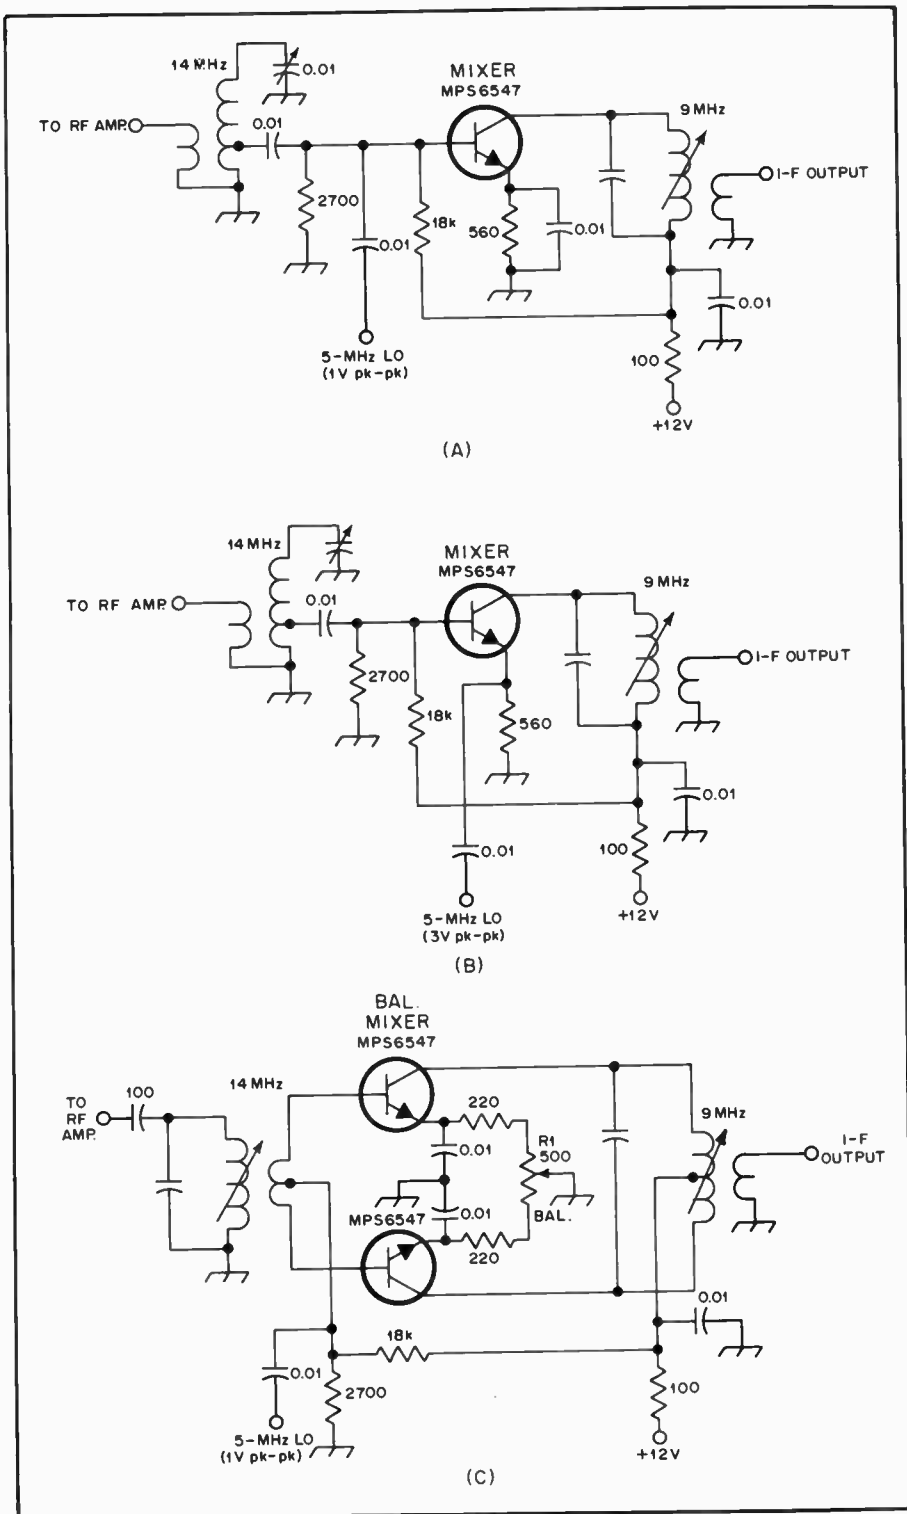 14 MHz
0.01
MIXER
MPS6547
9 MHz
TO RF AMP.
0.01
I-F OUTPUT
2700
18k
560
0.01
0.01
0.01
5-MHz LO
(1V pk-pk)
100
+12V
(A)
14 MHz
MIXER
MPS6547
9 MHz
TO RF AMP.
0.01
I-F OUTPUT
2700
18k
560
0.01
0.01
100
5-MHz LO
(3V pk-pk)
+12V
(B)
BAL.
MIXER
MPS6547
14 MHz
TO
RF
AMP.
100
220
9 MHz
0.01
R1
500
I-F
OUTPUT
MPS6547
0.01
BAL.
220
0.01
18k
0.01
2700
100
5-MHz LO
(1V pk-pk)
+12V
(C)